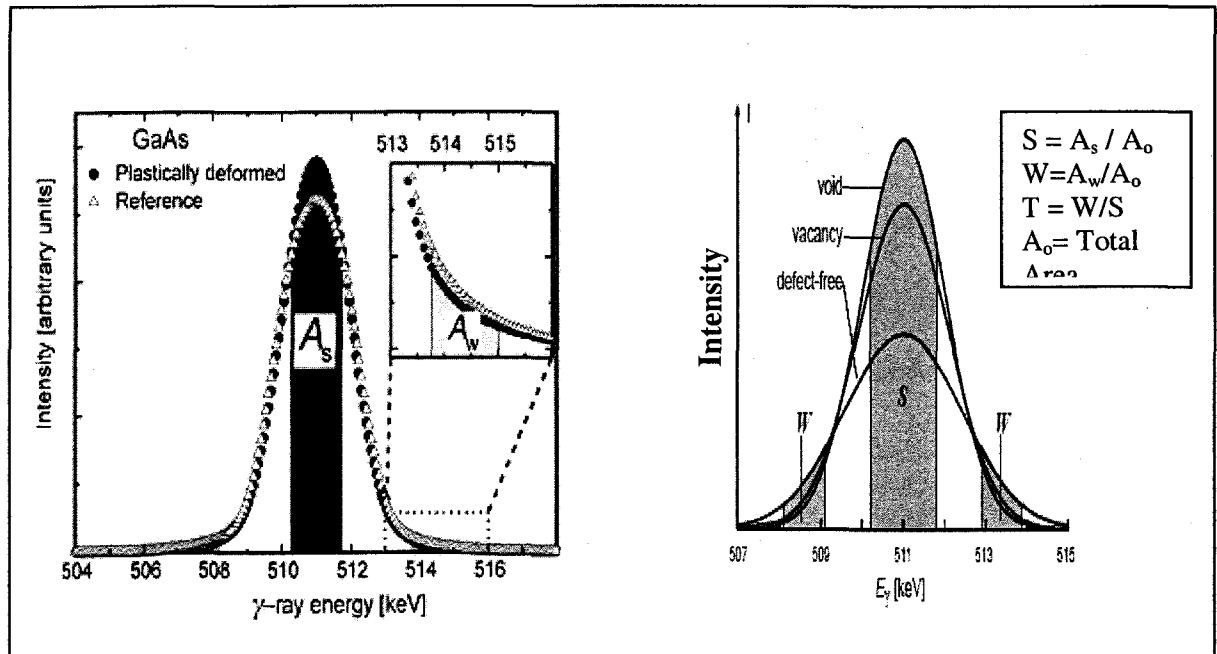 GaAs
● Plastically deformed
△ Reference
513 514 515
A_w
A_s
Intensity [arbitrary units]
504 506 508 510 512 514 516
γ-ray energy [keV]
I
void
vacancy
defect-free
Intensity
S
W
W
507 509 511 513 515
E_γ [keV]
S = A_s / A_o
W=A_w/A_o
T = W/S
A_o= Total
Area